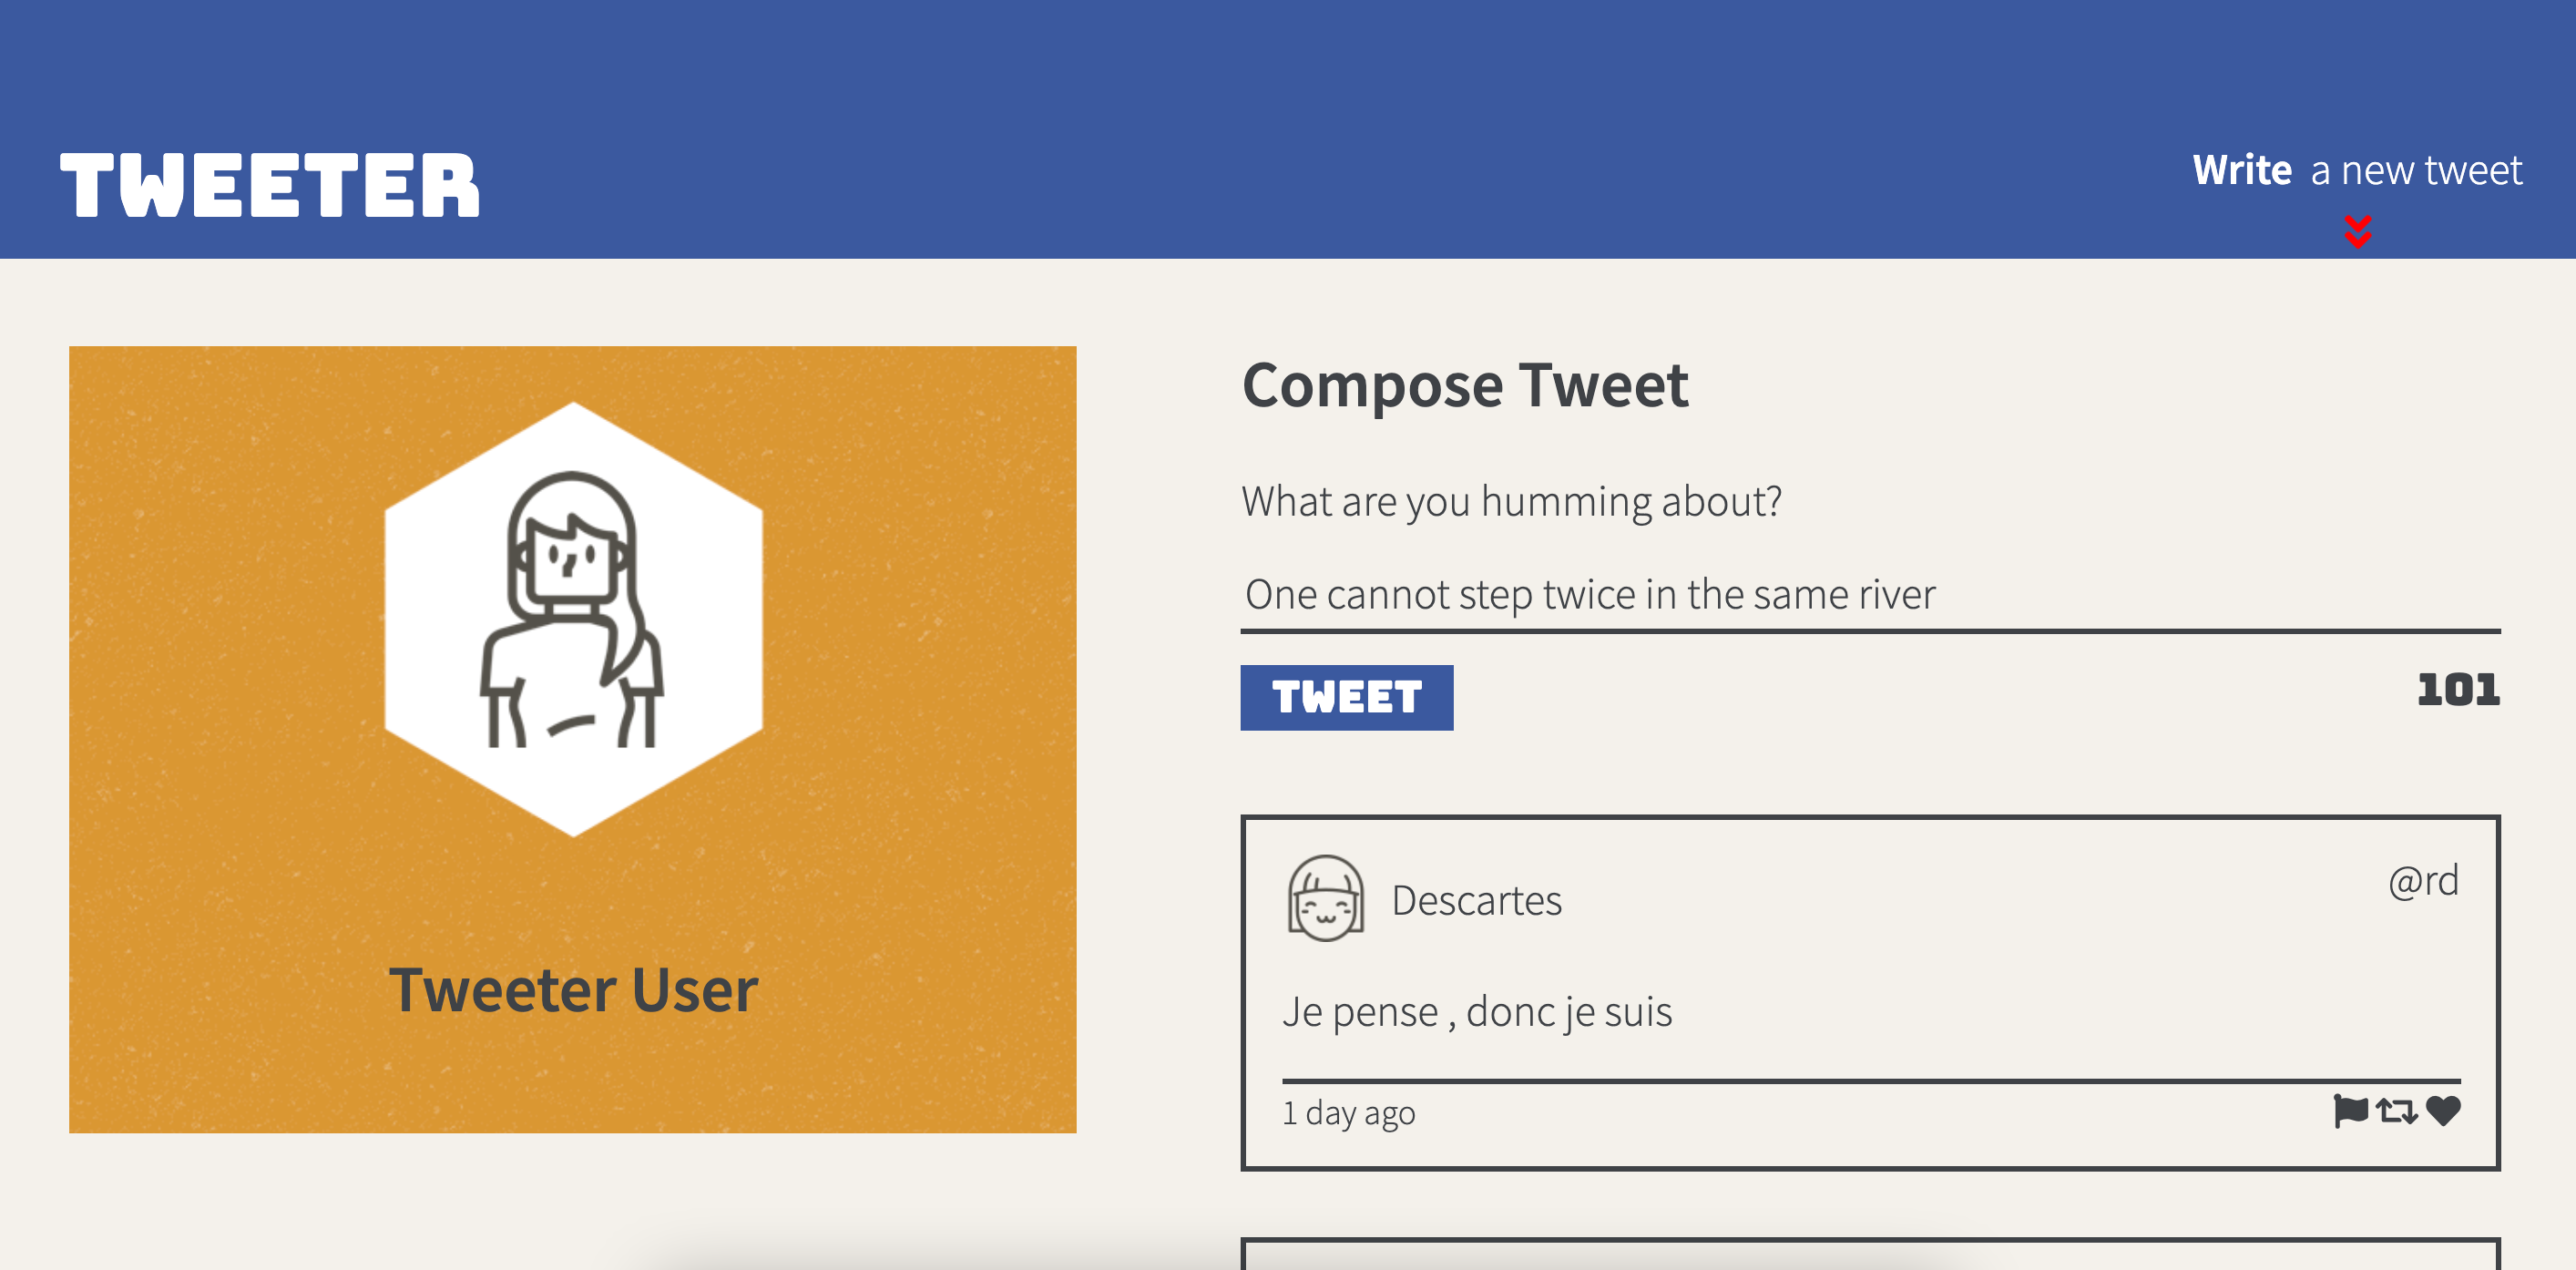 TWEETER
Write a new tweet
Tweeter User
Compose Tweet
What are you humming about?
One cannot step twice in the same river
TWEET
101
Descartes
@rd
Je pense , donc je suis
1 day ago